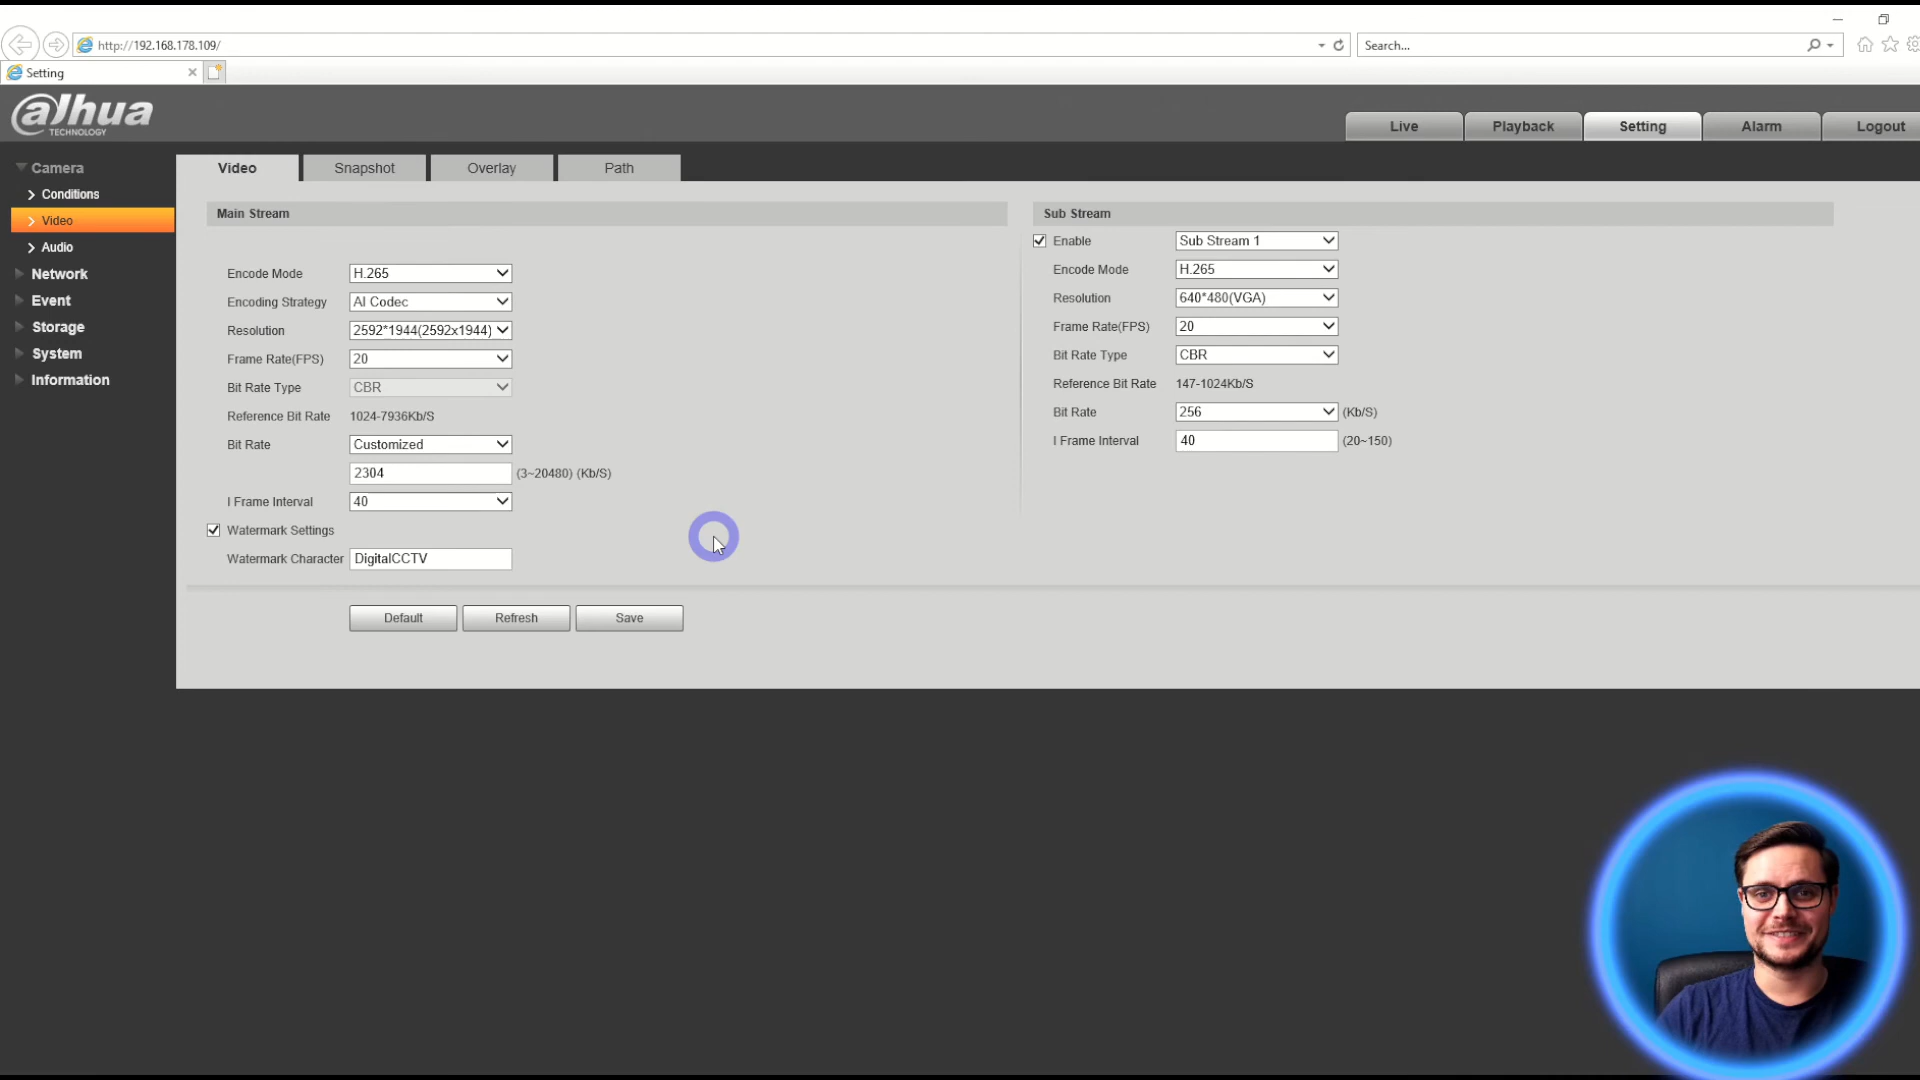 http://192.168.178.109/
Search...
Setting
alhua
TECHNOLOGY
Live Playback Setting Alarm Logout
Camera
Conditions
Video
Audio
Network
Event
Storage
System
Information
Video Snapshot Overlay Path
Main Stream
Encode Mode H.265
Encoding Strategy AI Codec
Resolution 2592*1944(2592x1944)
Frame Rate(FPS) 20
Bit Rate Type CBR
Reference Bit Rate 1024-7936Kb/S
Bit Rate Customized
2304 (3~20480) (Kb/S)
I Frame Interval 40
Watermark Settings
Watermark Character DigitalCCTV
Default Refresh Save
Sub Stream
Enable Sub Stream 1
Encode Mode H.265
Resolution 640*480(VGA)
Frame Rate(FPS) 20
Bit Rate Type CBR
Reference Bit Rate 147-1024Kb/S
Bit Rate 256 (Kb/S)
I Frame Interval 40 (20~150)